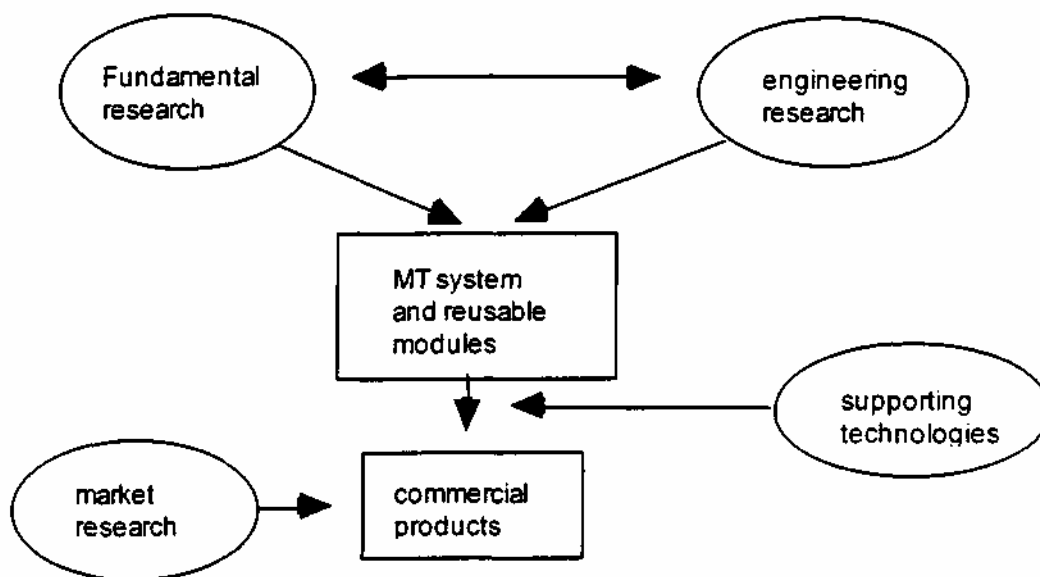 Fundamental
research
engineering
research
MT system
and reusable
modules
supporting
technologies
market
research
commercial
products